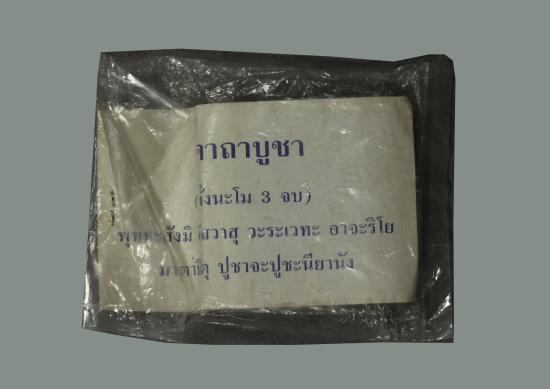 คาถาบูชา
(ตั้งนะโม 3 จบ)
พุทธะสังมิ อิสวาสุ วะระเวทะ อาจะริโย
มาตาปิตุ ปูชาจะปูชะนียานัง